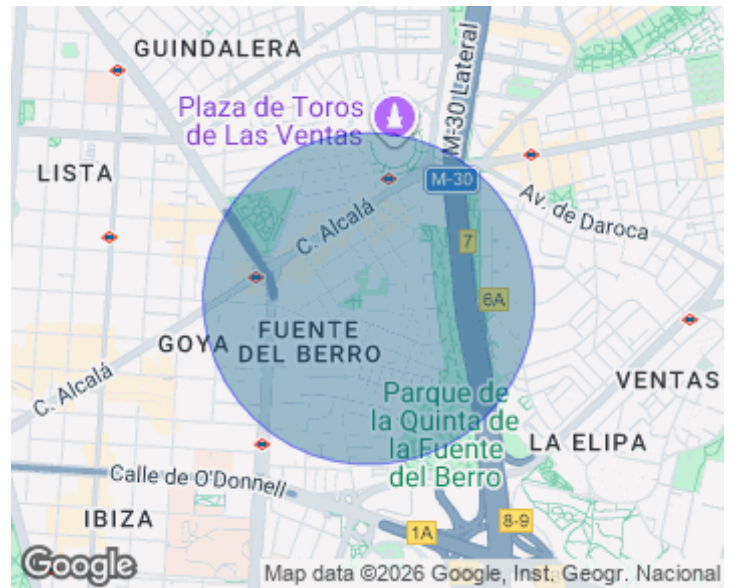 GUINDALERA
Plaza de Toros
de Las Ventas
M-30 Lateral
LISTA
M-30
C. Alcalá
Av. de Daroca
7
6A
FUENTE
DEL BERRO
GOYA
C. Alcalá
VENTAS
Parque de
la Quinta de
la Fuente
del Berro
LA ELIPA
Calle de O'Donnell
IBIZA
1A
8-9
Google
Map data ©2026 Google, Inst. Geogr. Nacional